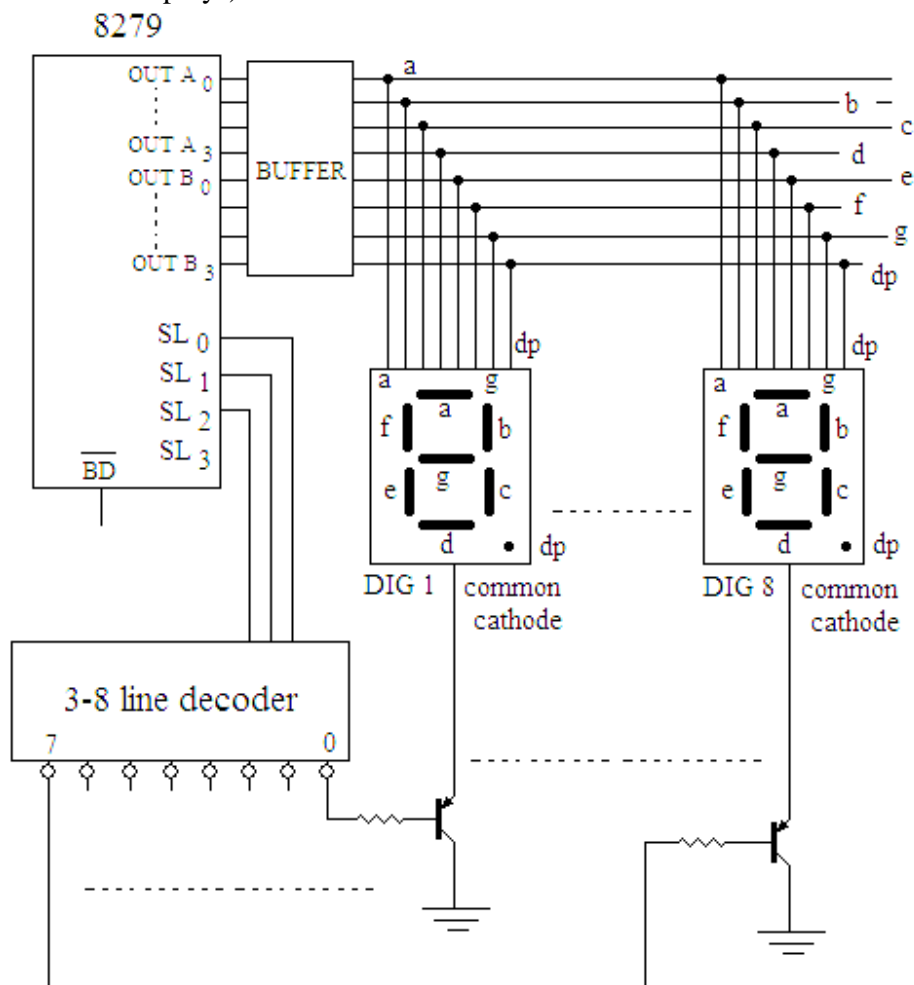 8279
OUT A 0
a
b
c
OUT A 3
d
OUT B 0
BUFFER
e
f
g
OUT B 3
dp
SL 0
SL 1
SL 2
SL 3
BD
dp
dp
a g
a g
a
a
f b
f b
g
g
e c
e c
d dp
d dp
DIG 1 common cathode
DIG 8 common cathode
3-8 line decoder
7 0